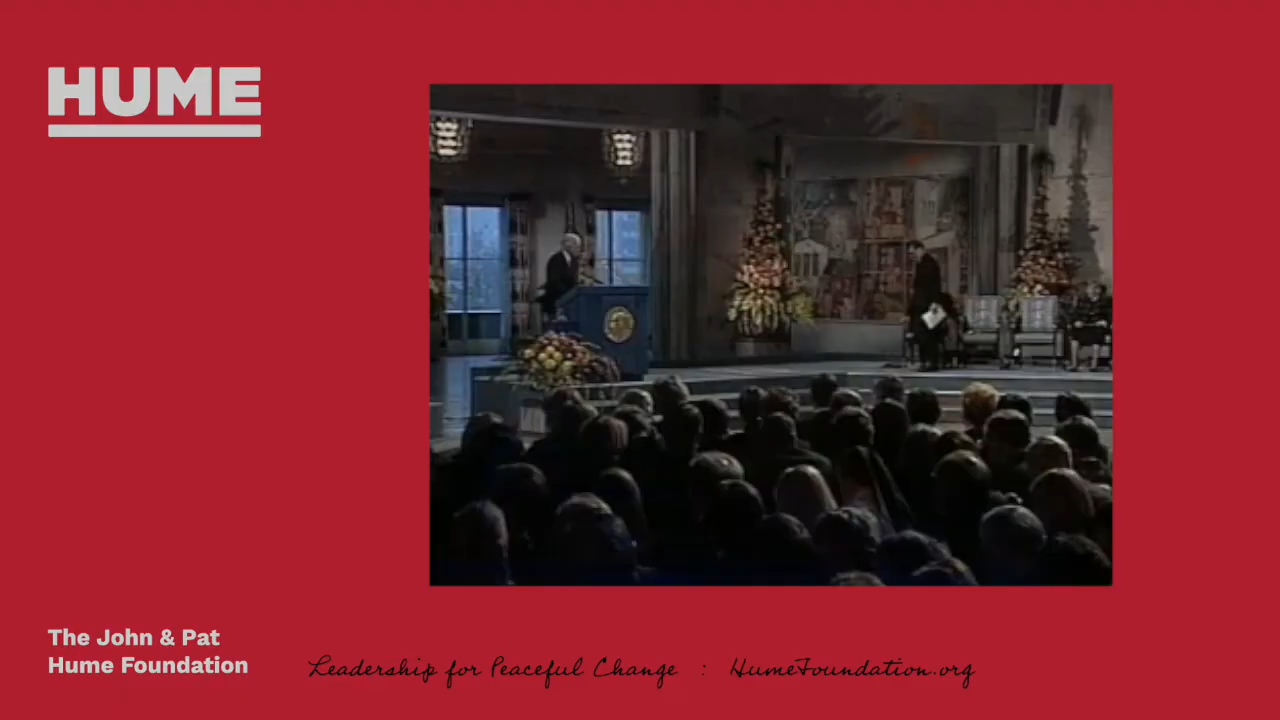 HUME
The John & Pat
Hume Foundation
Leadership for Peaceful Change : HumeFoundation.org